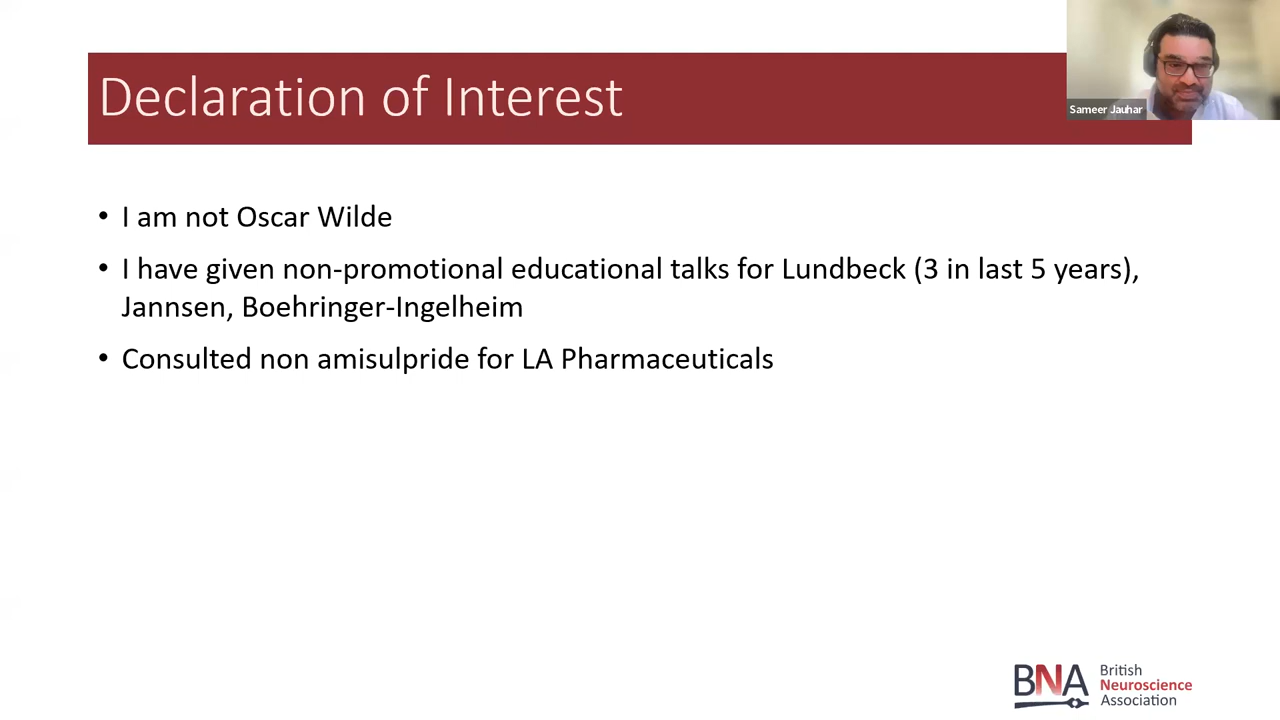 Declaration of Interest
Sameer Jauhar
• I am not Oscar Wilde
• I have given non-promotional educational talks for Lundbeck (3 in last 5 years),
Jannsen, Boehringer-Ingelheim
• Consulted non amisulpride for LA Pharmaceuticals
BNA
British
Neuroscience
Association